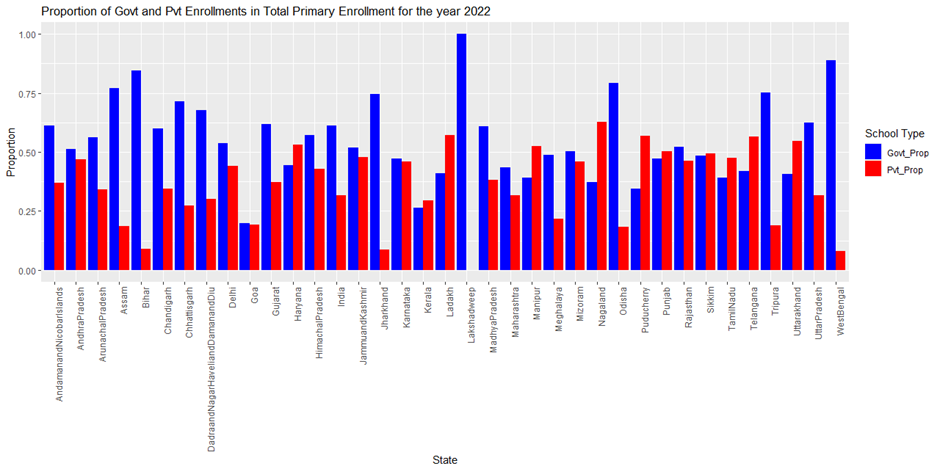 Proportion of Govt and Pvt Enrollments in Total Primary Enrollment for the year 2022
1.00
0.75
0.50
0.25
0.00
Proportion
AndamanandNicobarIslands
AndhraPradesh
ArunachalPradesh
Assam
Bihar
Chandigarh
Chhattisgarh
DadraandNagarHaveliandDamanandDiu
Delhi
Goa
Gujarat
Haryana
HimachalPradesh
India
JammuandKashmir
Jharkhand
Karnataka
Kerala
Ladakh
Lakshadweep
MadhyaPradesh
Maharashtra
Manipur
Meghalaya
Mizoram
Nagaland
Odisha
Puducherry
Punjab
Rajasthan
Sikkim
TamilNadu
Telangana
Tripura
Uttarakhand
UttarPradesh
WestBengal
State
School Type
Govt_Prop
Pvt_Prop